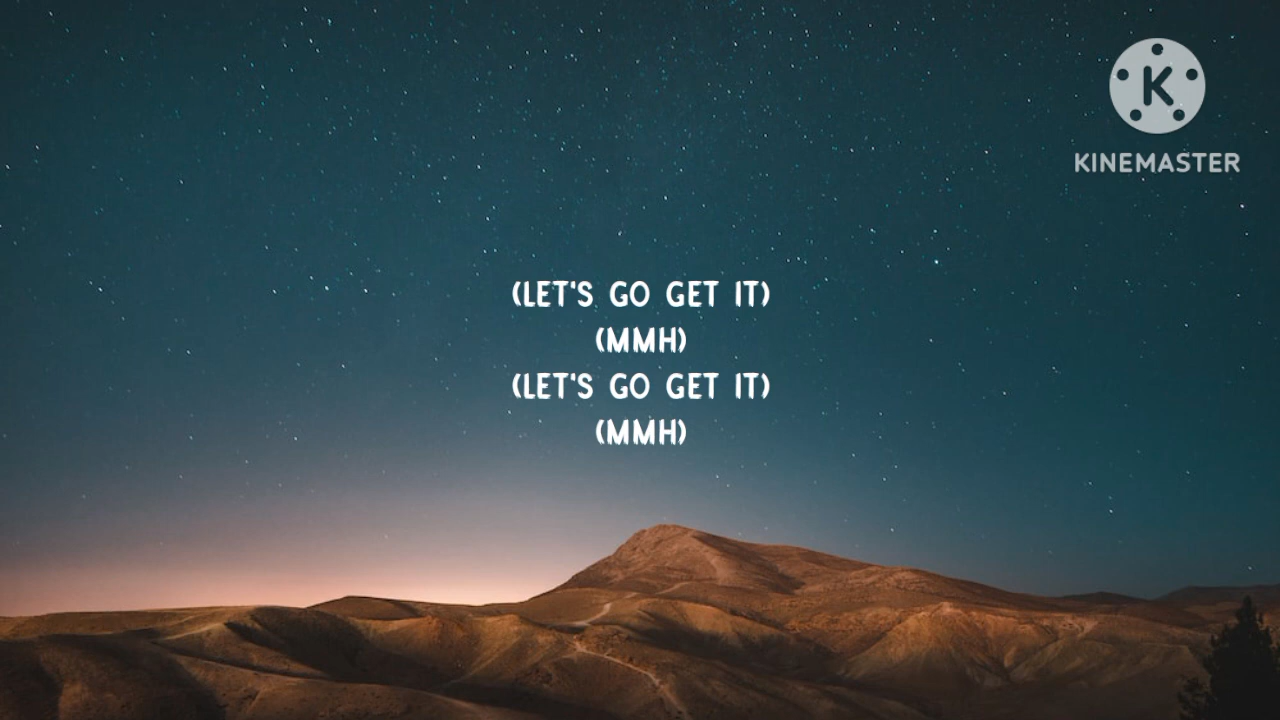 K
KINEMASTER
(LET'S GO GET IT)
(MMH)
(LET'S GO GET IT)
(MMH)